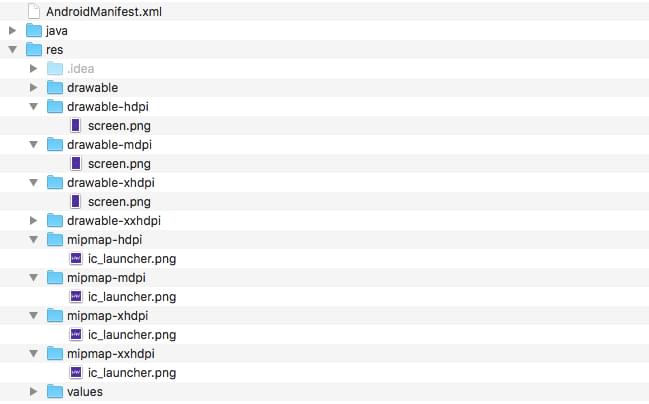 AndroidManifest.xml
java
res
.idea
drawable
drawable-hdpi
screen.png
drawable-mdpi
screen.png
drawable-xhdpi
screen.png
drawable-xxhdpi
mipmap-hdpi
ic_launcher.png
mipmap-mdpi
ic_launcher.png
mipmap-xhdpi
ic_launcher.png
mipmap-xxhdpi
ic_launcher.png
values